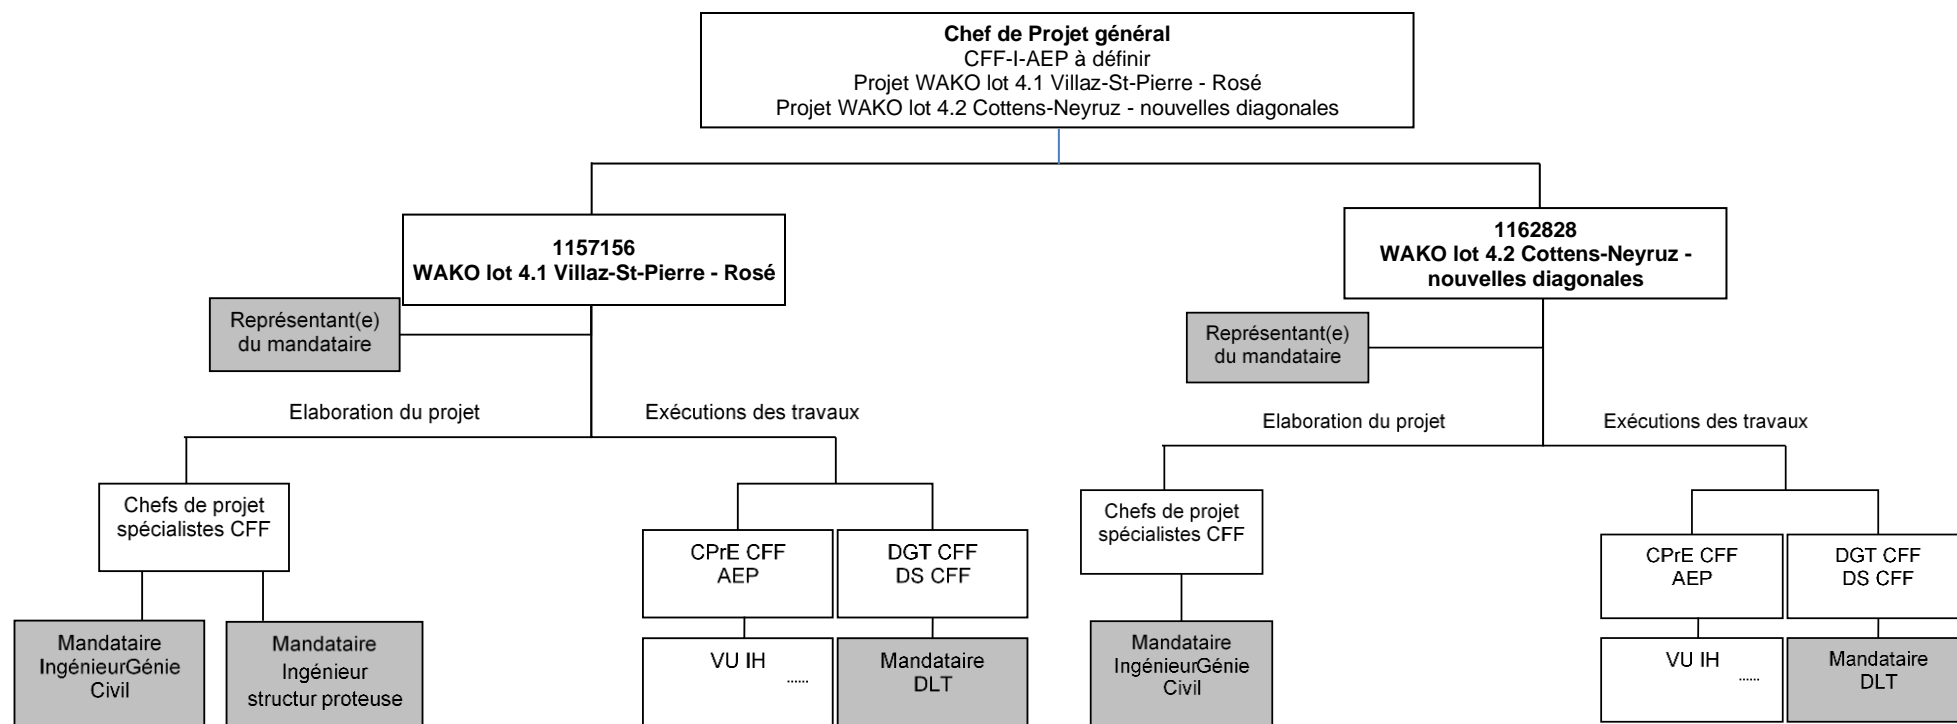 Chef de Projet général
CFF-I-AEP à définir
Projet WAKO lot 4.1 Villaz-St-Pierre - Rosé
Projet WAKO lot 4.2 Cottens-Neyruz - nouvelles diagonales
1157156
WAKO lot 4.1 Villaz-St-Pierre - Rosé
1162828
WAKO lot 4.2 Cottens-Neyruz -
nouvelles diagonales
Représentant(e)
du mandataire
Représentant(e)
du mandataire
Elaboration du projet
Exécutions des travaux
Elaboration du projet
Exécutions des travaux
Chefs de projet
spécialistes CFF
CPrE CFF
AEP
DGT CFF
DS CFF
Chefs de projet
spécialistes CFF
CPrE CFF
AEP
DGT CFF
DS CFF
Mandataire
IngénieurGénie
Civil
Mandataire
Ingénieur
structur proteuse
VU IH
......
Mandataire
DLT
Mandataire
IngénieurGénie
Civil
VU IH
......
Mandataire
DLT